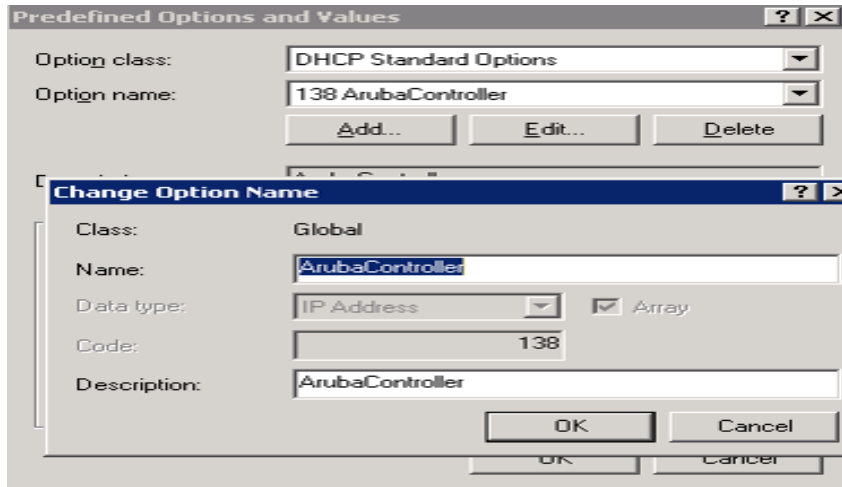 Predefined Options and Values
Option class: DHCP Standard Options
Option name: 138 ArubaController
Add... Edit... Delete
Change Option Name
Class: Global
Name: ArubaController
Data type: IP Address Array
Code: 138
Description: ArubaController
OK Cancel
OK Cancel